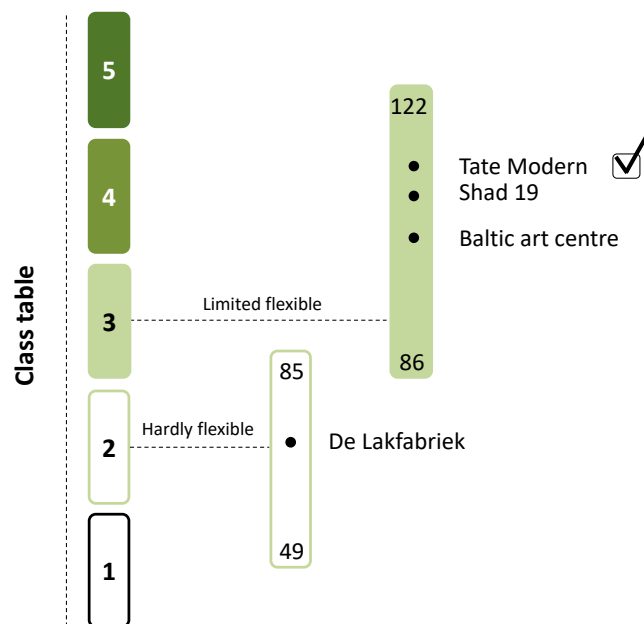 5
122
Tate Modern
4
Shad 19
Baltic art centre
Class table
Limited flexible
3
86
85
Hardly flexible
2
De Lakfabriek
49
1